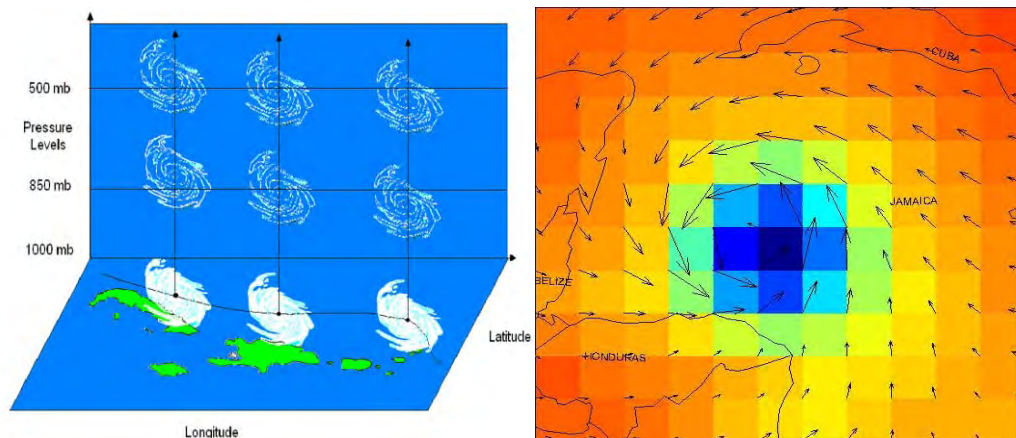 500 mb
Pressure
Levels
850 mb
1000 mb
Latitude
Longitude
CUBA
JAMAICA
BELIZE
HONDURAS